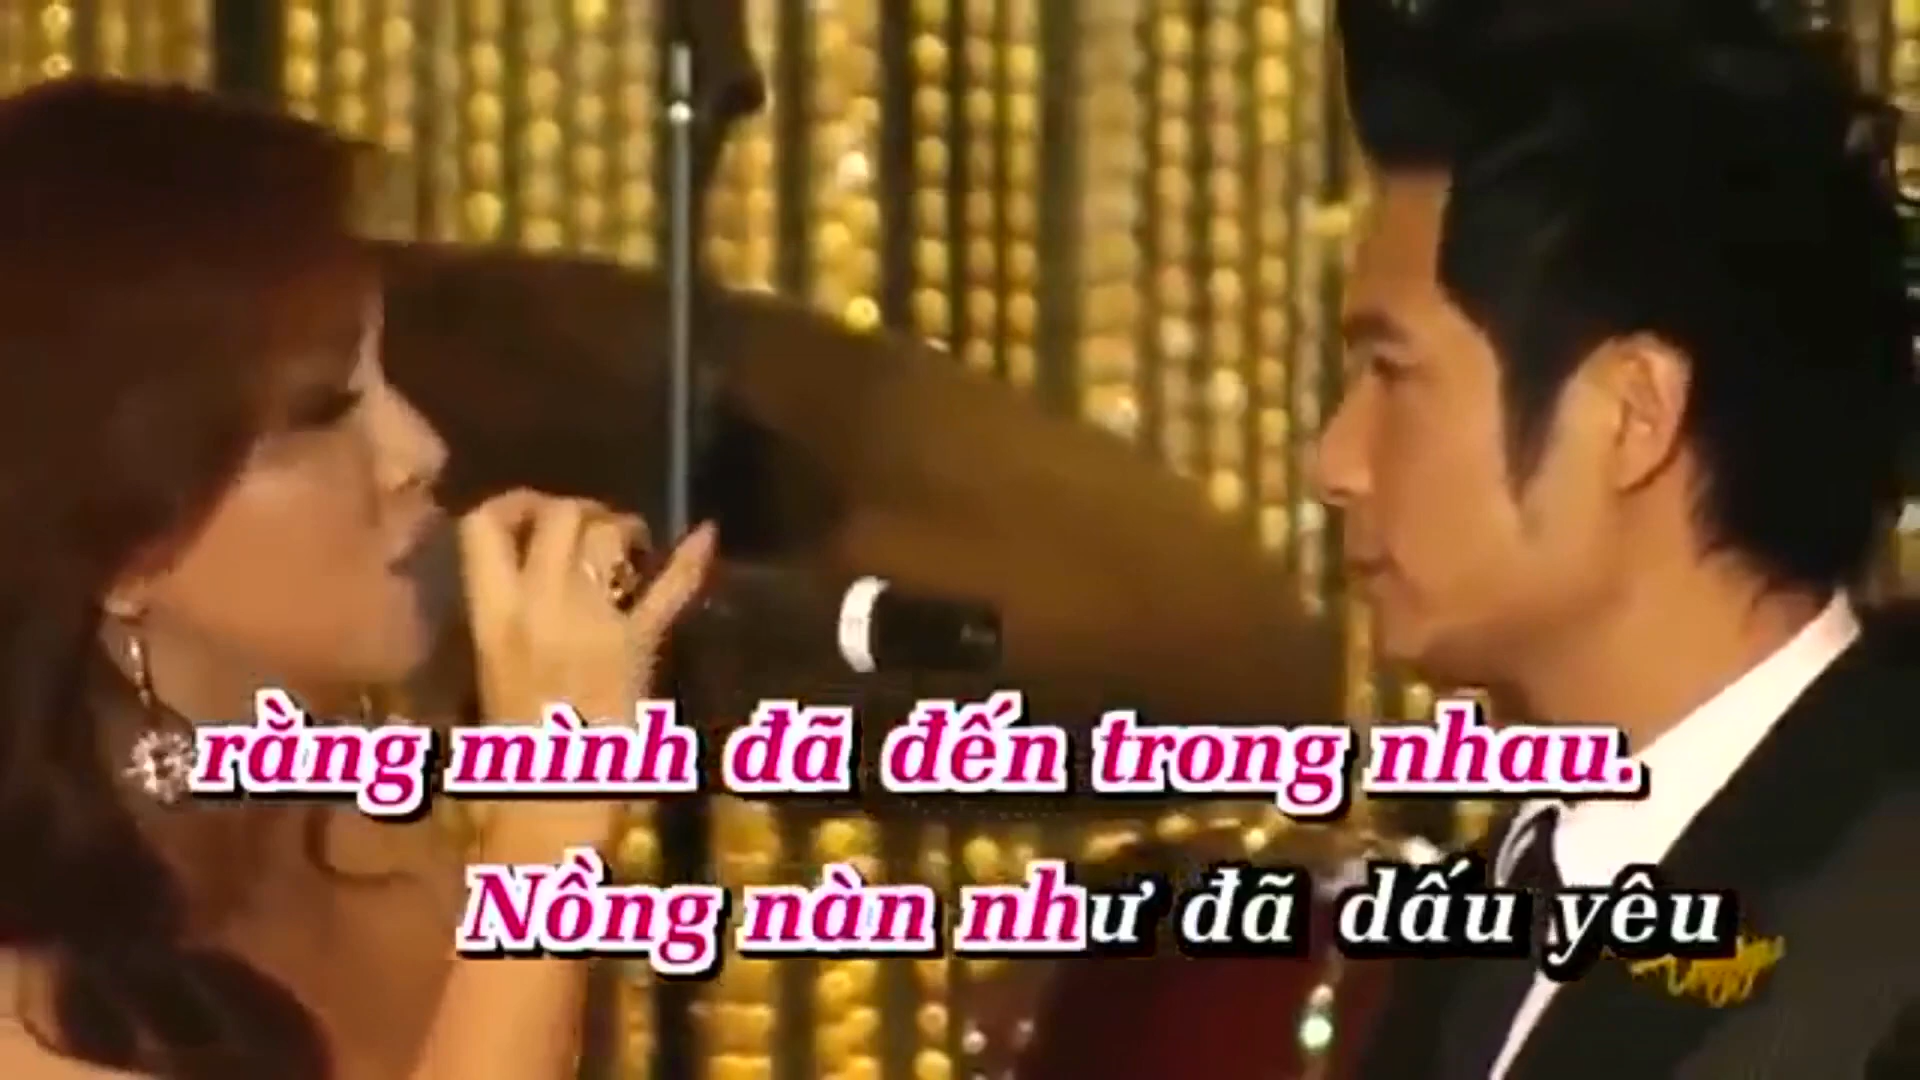 rằng mình đã đến trong nhau.
Nồng nàn như đã dấu yêu